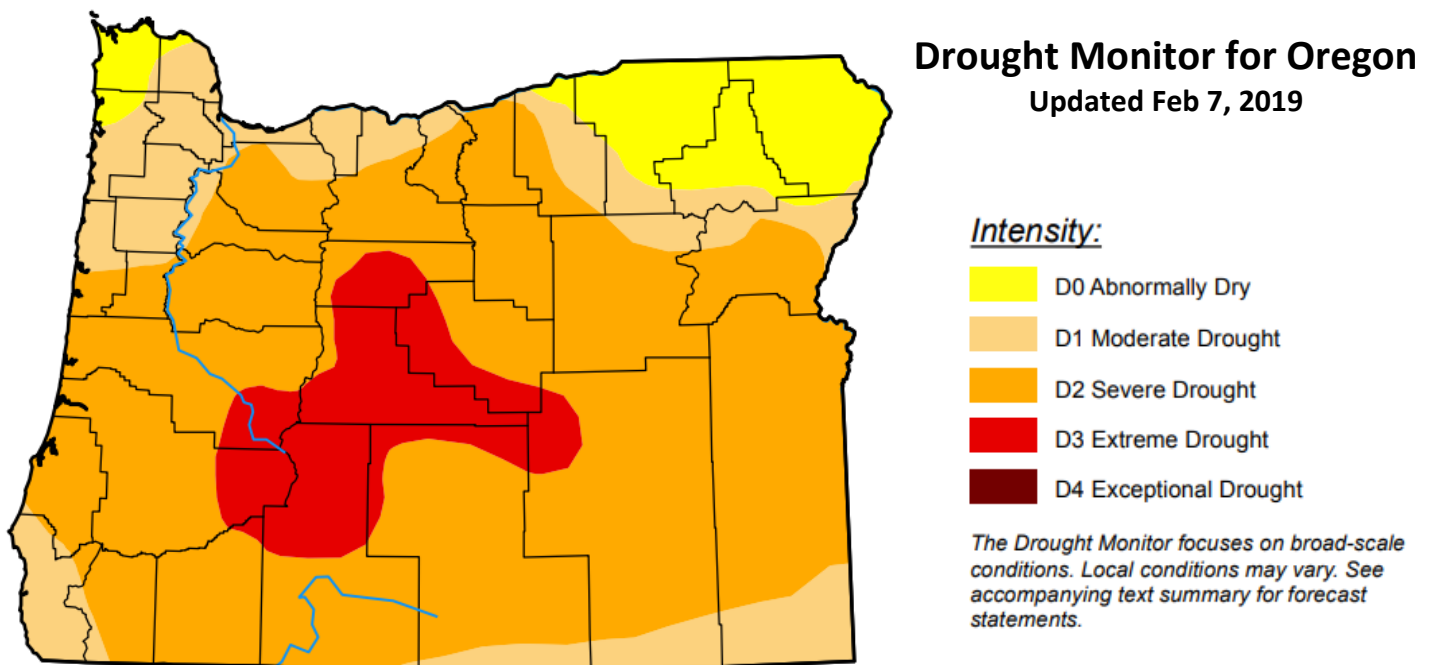 Drought Monitor for Oregon
Updated Feb 7, 2019
Intensity:
D0 Abnormally Dry
D1 Moderate Drought
D2 Severe Drought
D3 Extreme Drought
D4 Exceptional Drought
The Drought Monitor focuses on broad-scale
conditions. Local conditions may vary. See
accompanying text summary for forecast
statements.